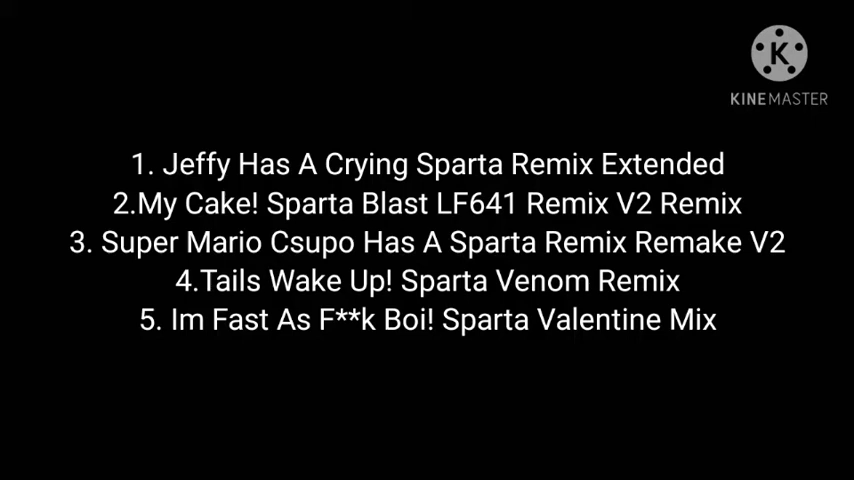 K
KINEMASTER
1. Jeffy Has A Crying Sparta Remix Extended
2.My Cake! Sparta Blast LF641 Remix V2 Remix
3. Super Mario Csupo Has A Sparta Remix Remake V2
4.Tails Wake Up! Sparta Venom Remix
5. Im Fast As F**k Boi! Sparta Valentine Mix